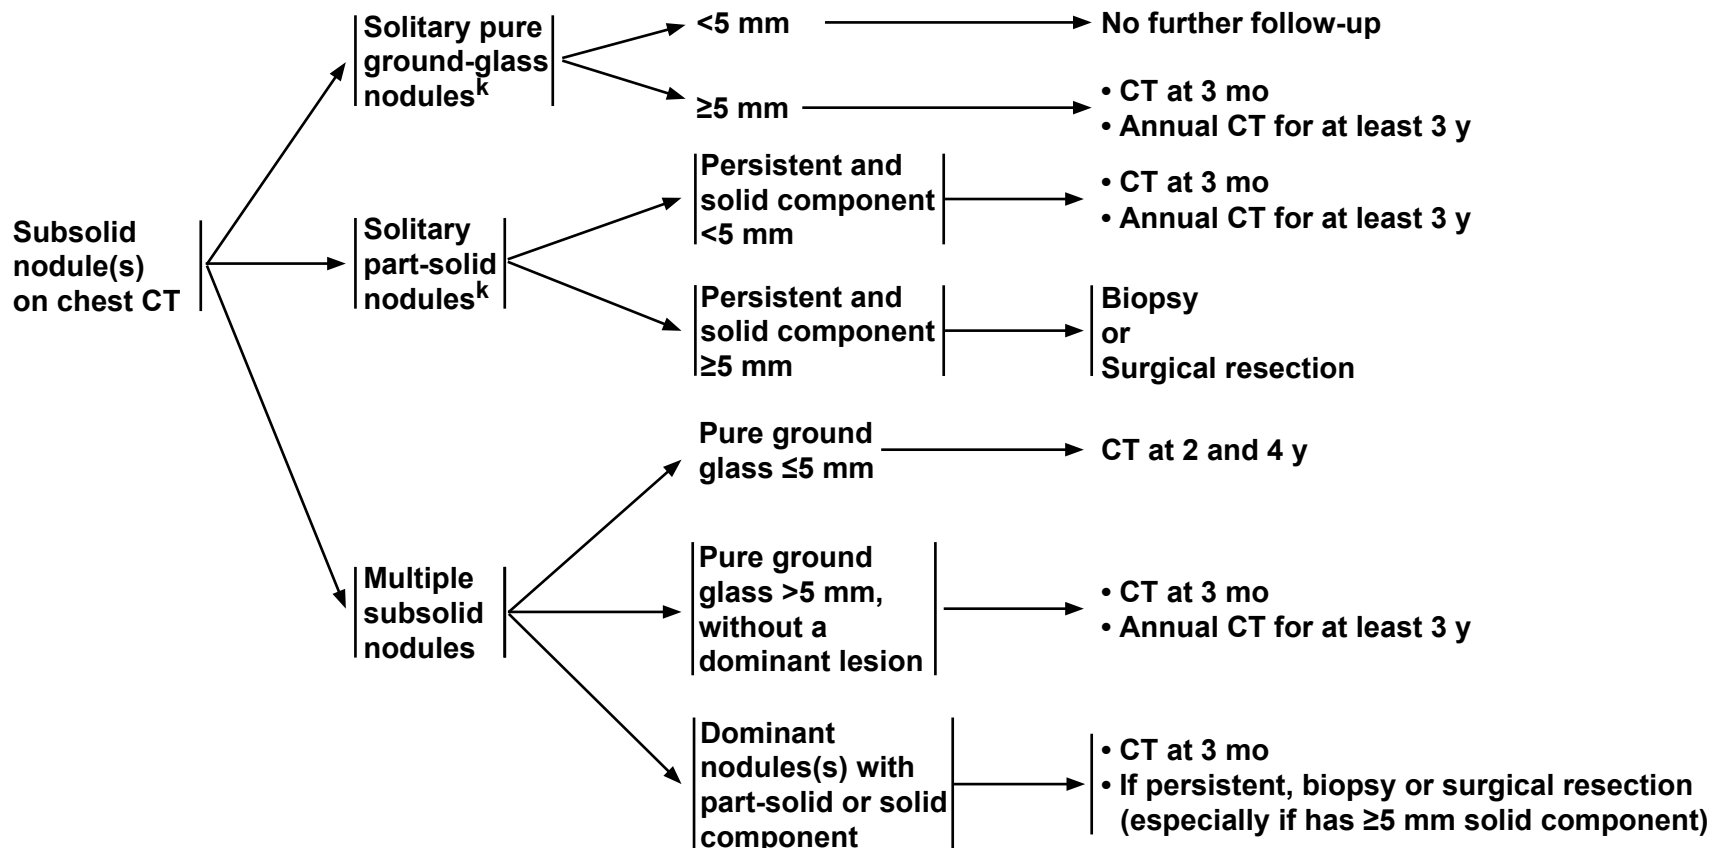 Subsolid
nodule(s)
on chest CT
Solitary pure
ground-glass
nodulesᵏ
<5 mm
No further follow-up
≥5 mm
• CT at 3 mo
• Annual CT for at least 3 y
Solitary
part-solid
nodulesᵏ
Persistent and
solid component
<5 mm
• CT at 3 mo
• Annual CT for at least 3 y
Persistent and
solid component
≥5 mm
Biopsy
or
Surgical resection
Multiple
subsolid
nodules
Pure ground
glass ≤5 mm
CT at 2 and 4 y
Pure ground
glass >5 mm,
without a
dominant lesion
• CT at 3 mo
• Annual CT for at least 3 y
Dominant
nodules(s) with
part-solid or solid
component
• CT at 3 mo
• If persistent, biopsy or surgical resection
(especially if has ≥5 mm solid component)